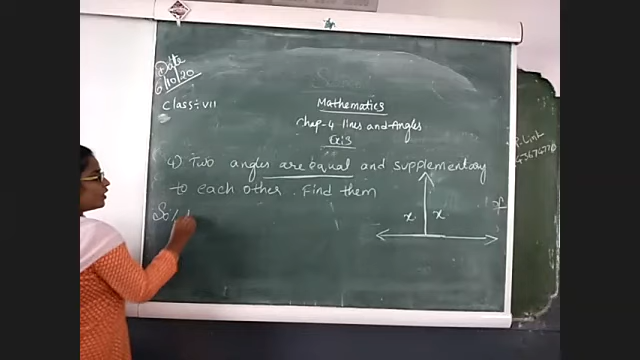 Date
6/10/20
Class:- VII
Mathematics
Chap-4 lines and Angles
Ex:3
4) Two angles are equal and supplementary
to each other. Find them
x x
Sol